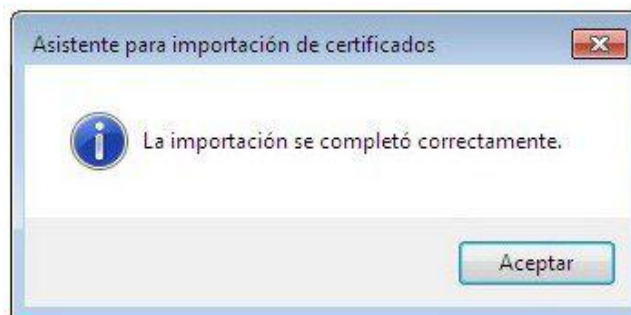 Asistente para importación de certificados
La importación se completó correctamente.
Aceptar